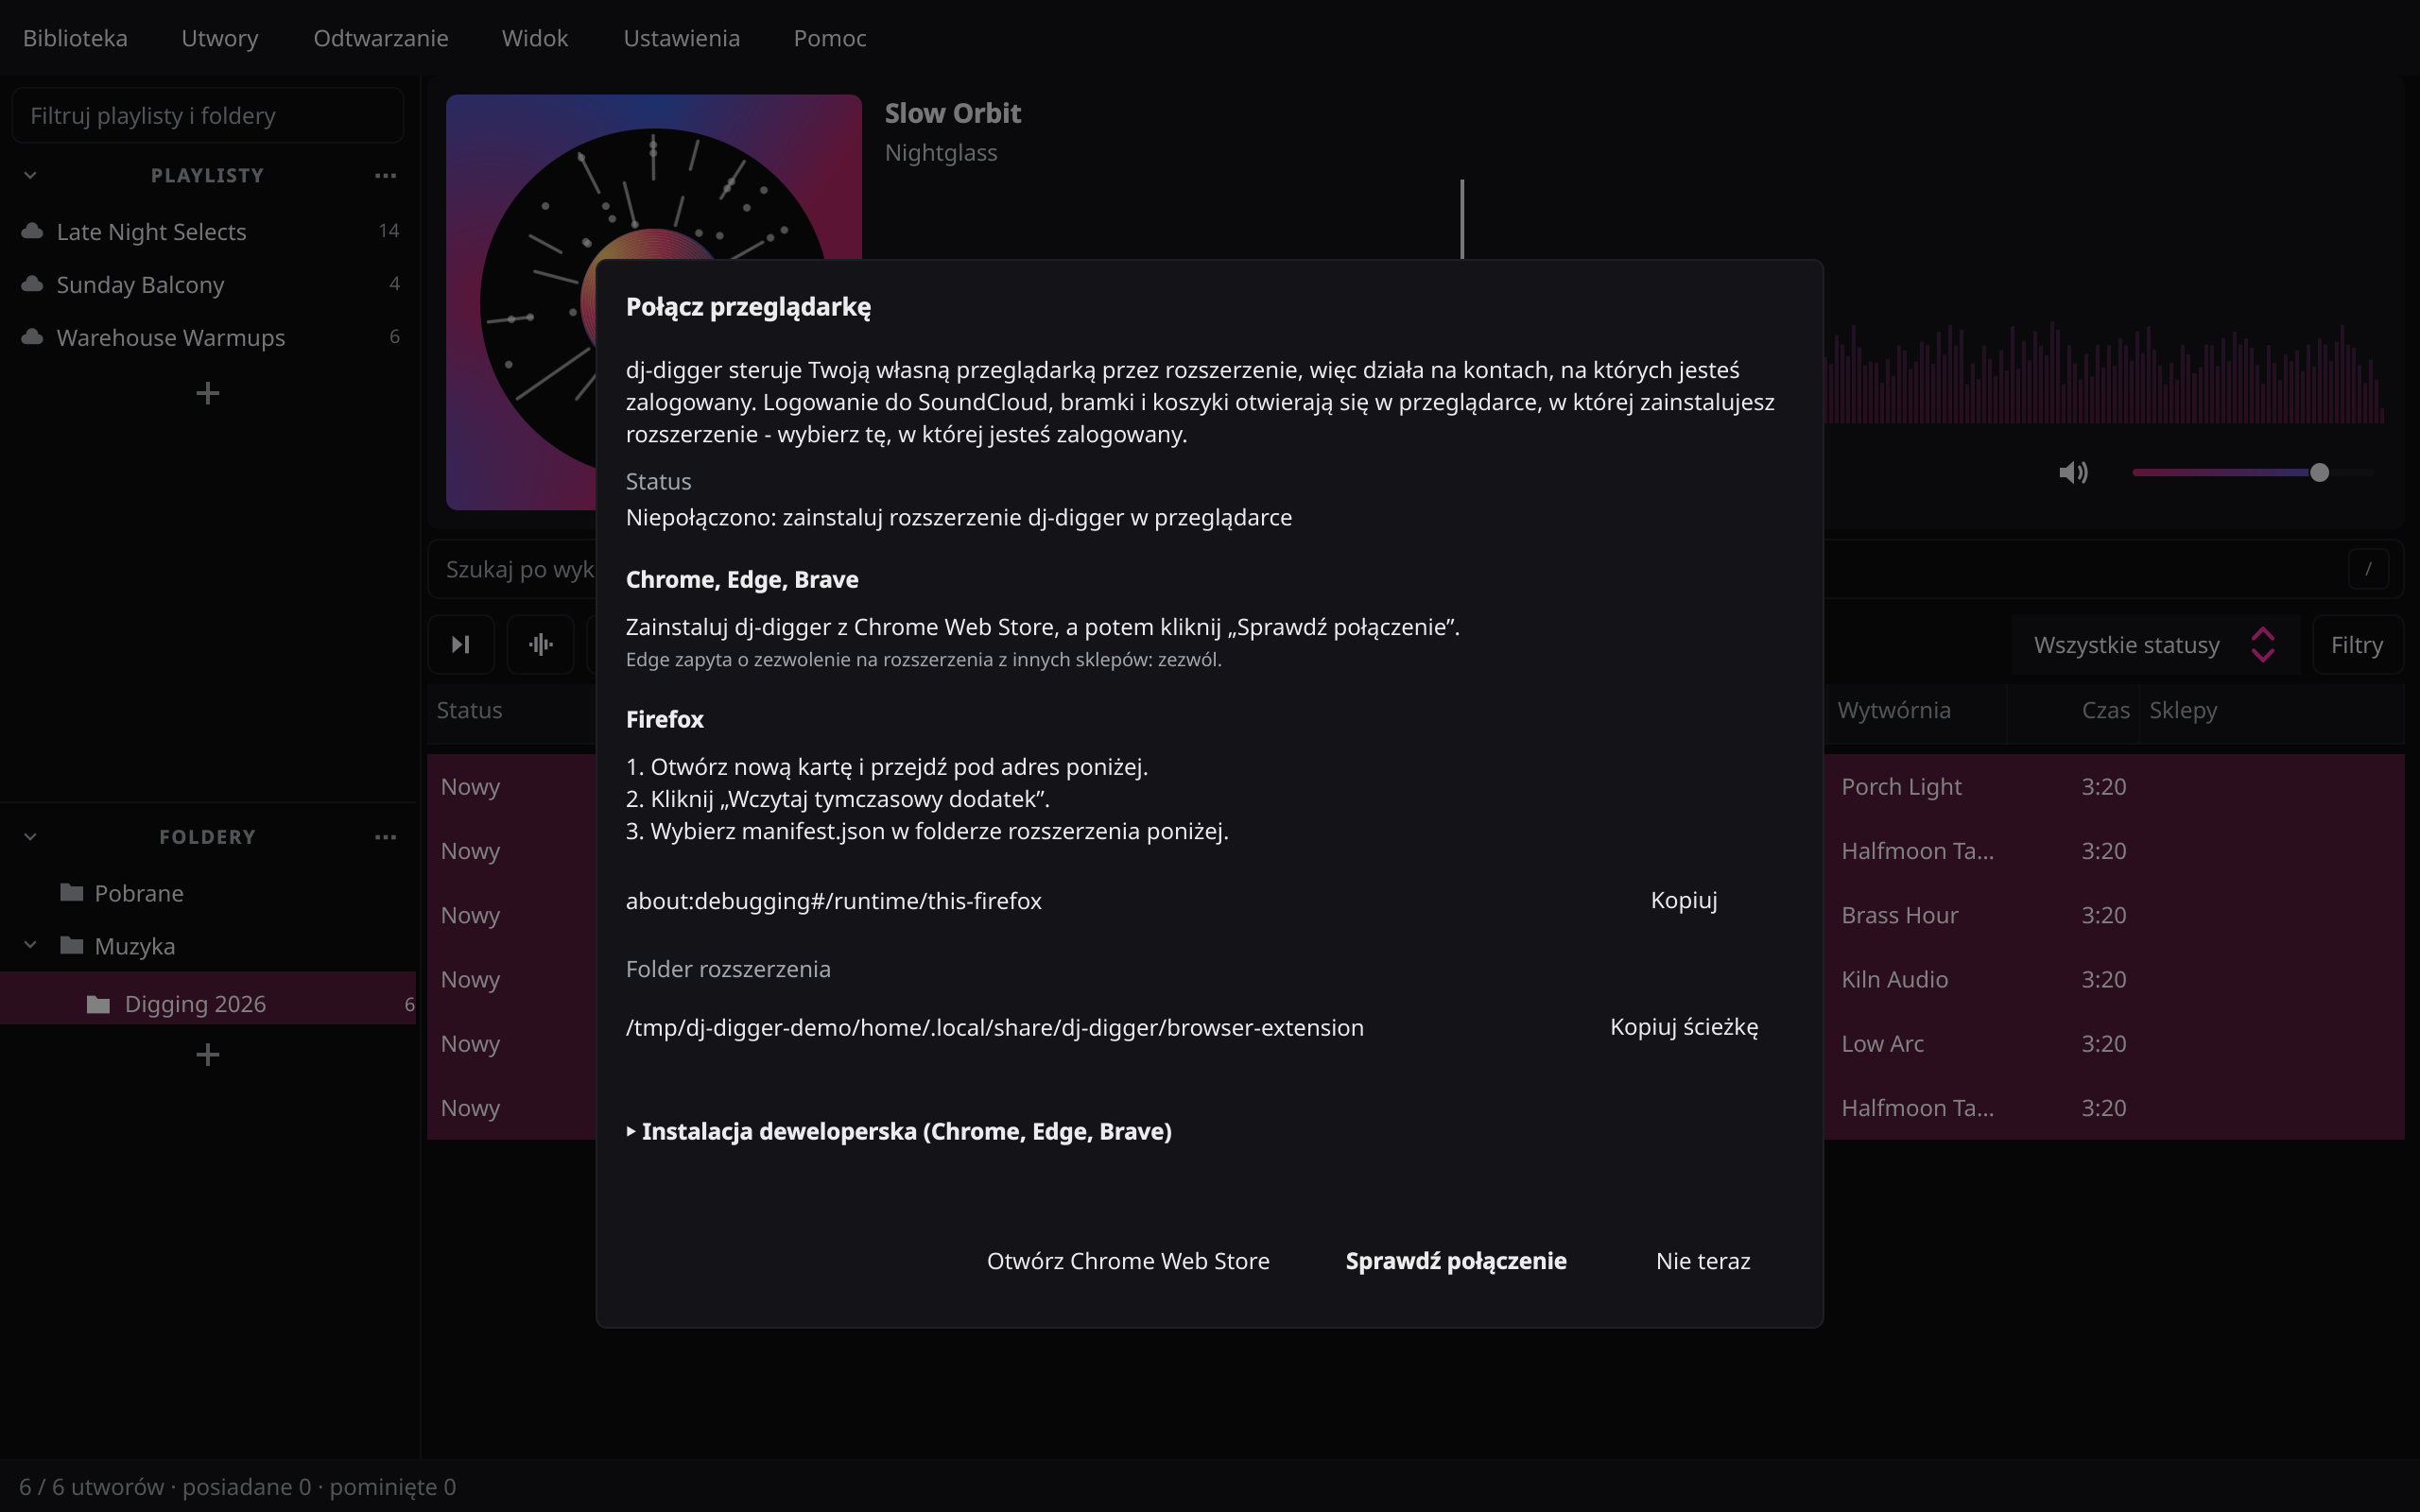 Biblioteka Utwory Odtwarzanie Widok Ustawienia Pomoc
Filtruj playlisty i foldery
PLAYLISTY
Late Night Selects 14
Sunday Balcony 4
Warehouse Warmups 6
FOLDERY
Pobrane
Muzyka
Digging 2026 6
Slow Orbit
Nightglass
Szukaj po wyk
/
Wszystkie statusy
Filtry
Status
Wytwórnia Czas Sklepy
Nowy Porch Light 3:20
Nowy Halfmoon Ta... 3:20
Nowy Brass Hour 3:20
Nowy Kiln Audio 3:20
Nowy Low Arc 3:20
Nowy Halfmoon Ta... 3:20
Połącz przeglądarkę
dj-digger steruje Twoją własną przeglądarką przez rozszerzenie, więc działa na kontach, na których jesteś
zalogowany. Logowanie do SoundCloud, bramki i koszyki otwierają się w przeglądarce, w której zainstalujesz
rozszerzenie - wybierz tę, w której jesteś zalogowany.
Status
Niepołączono: zainstaluj rozszerzenie dj-digger w przeglądarce
Chrome, Edge, Brave
Zainstaluj dj-digger z Chrome Web Store, a potem kliknij „Sprawdź połączenie”.
Edge zapyta o zezwolenie na rozszerzenia z innych sklepów: zezwól.
Firefox
1. Otwórz nową kartę i przejdź pod adres poniżej.
2. Kliknij „Wczytaj tymczasowy dodatek”.
3. Wybierz manifest.json w folderze rozszerzenia poniżej.
about:debugging#/runtime/this-firefox Kopiuj
Folder rozszerzenia
/tmp/dj-digger-demo/home/.local/share/dj-digger/browser-extension Kopiuj ścieżkę
Instalacja deweloperska (Chrome, Edge, Brave)
Otwórz Chrome Web Store Sprawdź połączenie Nie teraz
6 / 6 utworów · posiadane 0 · pominięte 0